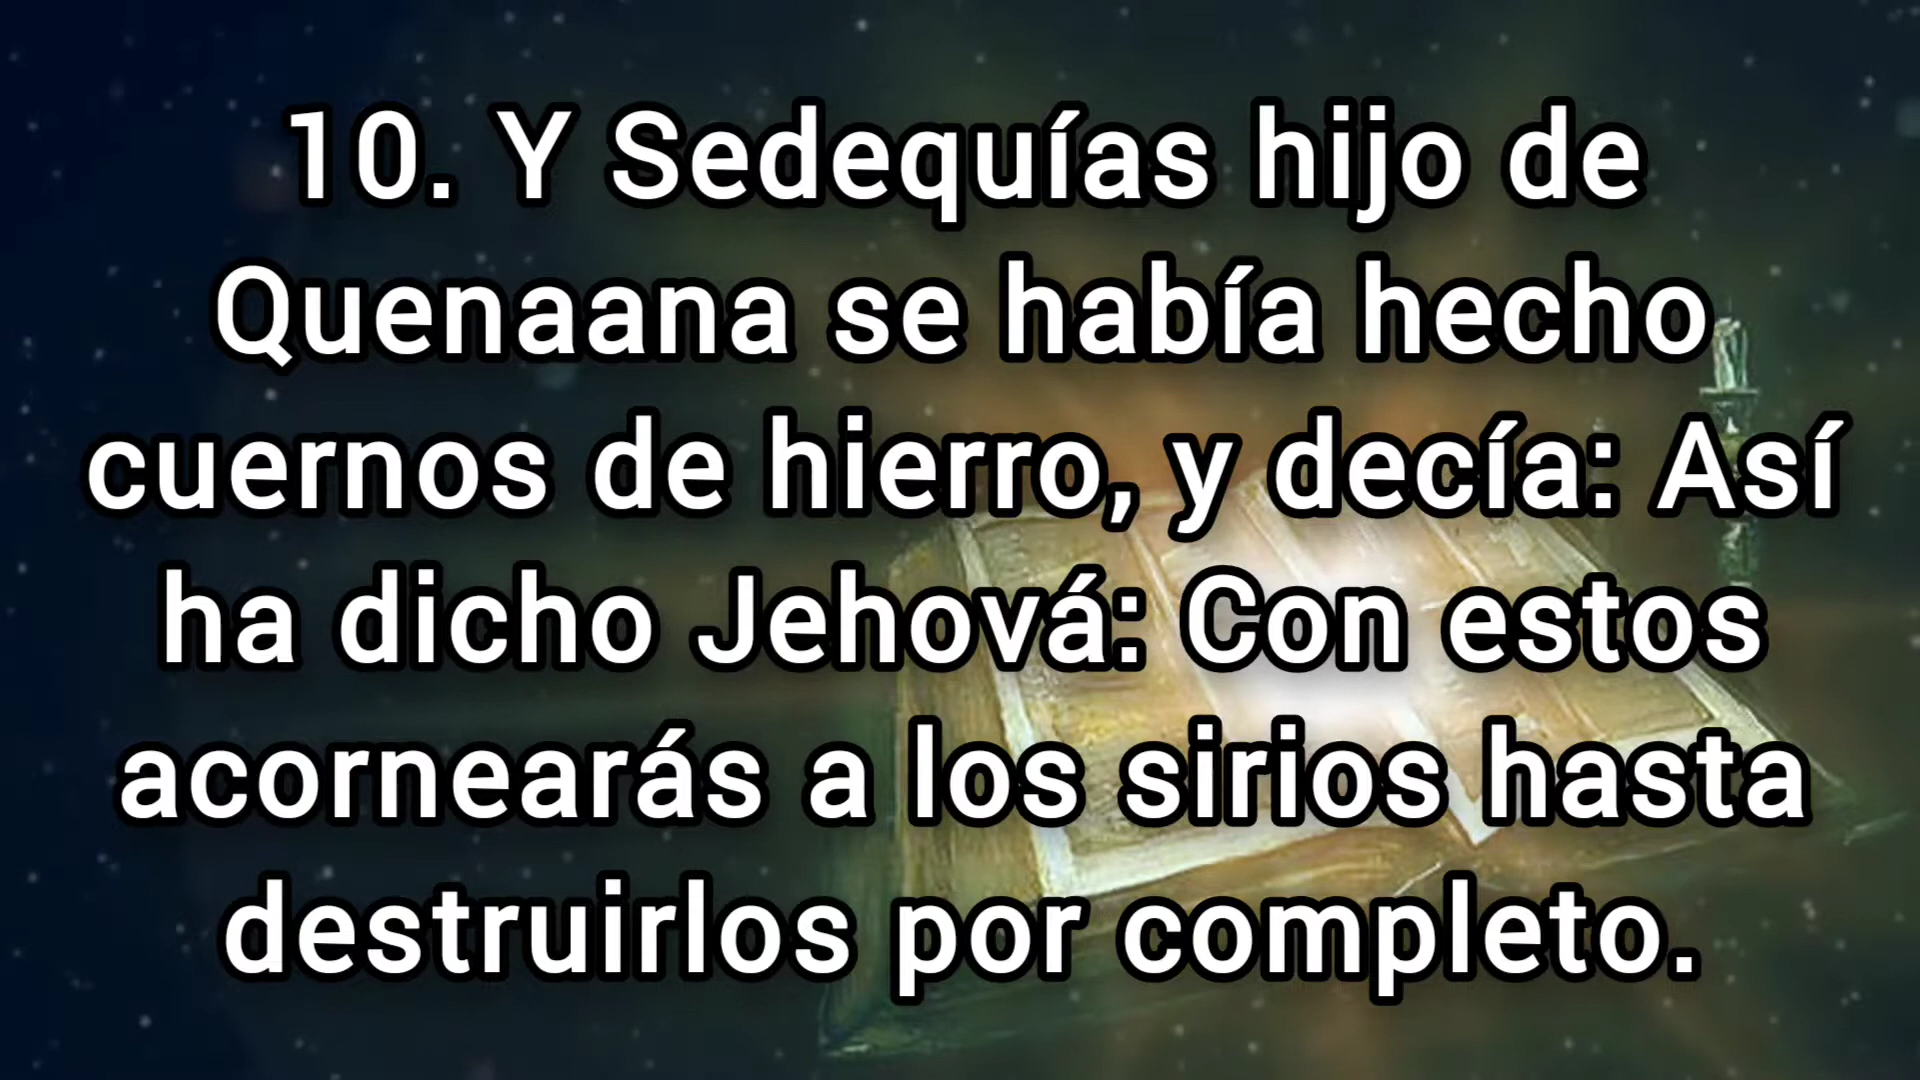 10. Y Sedequías hijo de
Quenaana se había hecho
cuernos de hierro, y decía: Así
ha dicho Jehová: Con estos
acornearás a los sirios hasta
destruirlos por completo.